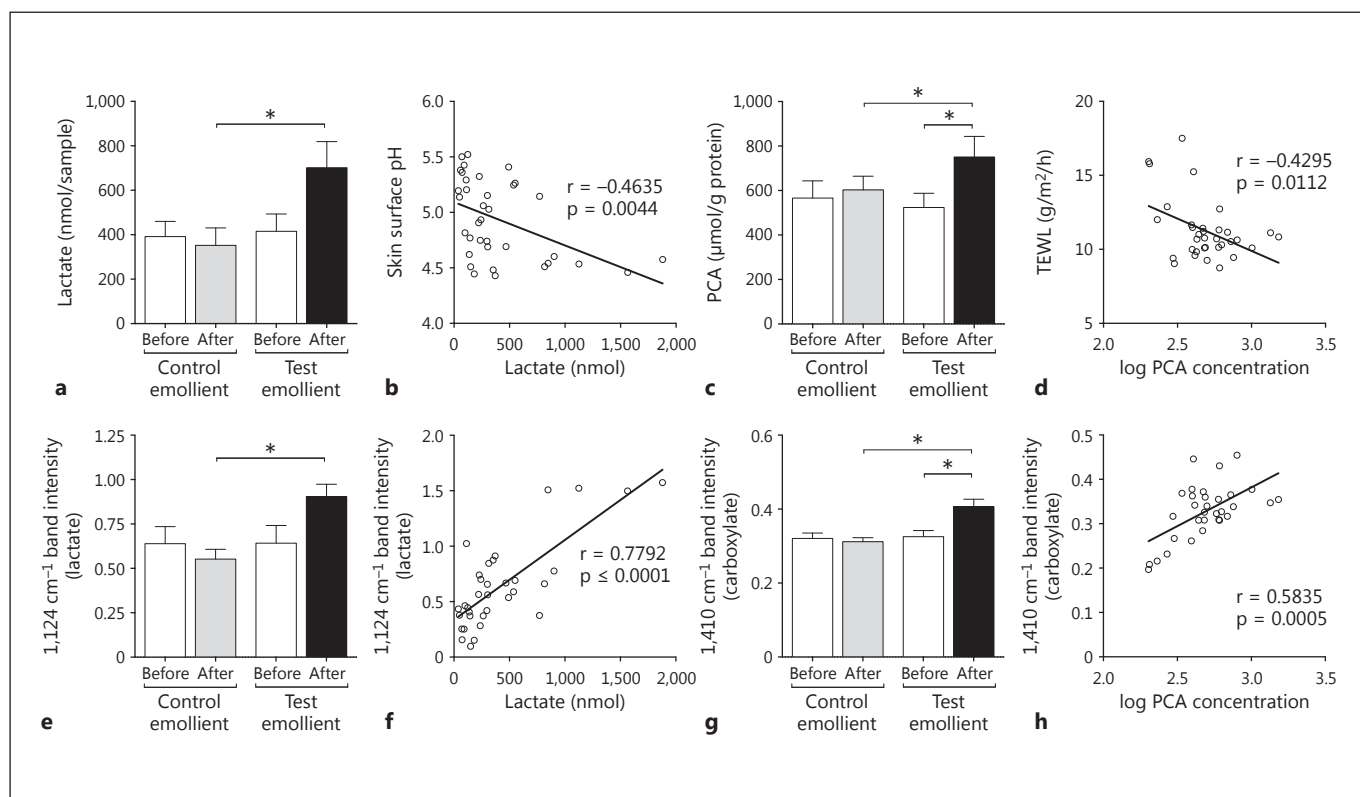 Lactate (nmol/sample)
1,000
800
600
400
200
0
*
Before After Before After
Control emollient
Test emollient
a
Skin surface pH
6.0
5.5
5.0
4.5
4.0
r = –0.4635
p = 0.0044
0 500 1,000 1,500 2,000
Lactate (nmol)
b
PCA (μmol/g protein)
1,000
800
600
400
200
0
*
*
Before After Before After
Control emollient
Test emollient
c
TEWL (g/m²/h)
20
15
10
5
r = –0.4295
p = 0.0112
2.0 2.5 3.0 3.5
log PCA concentration
d
1,124 cm⁻¹ band intensity
(lactate)
1.25
1.00
0.75
0.50
0.25
0
*
Before After Before After
Control emollient
Test emollient
e
1,124 cm⁻¹ band intensity
(lactate)
2.0
1.5
1.0
0.5
0
r = 0.7792
p ≤ 0.0001
0 500 1,000 1,500 2,000
Lactate (nmol)
f
1,410 cm⁻¹ band intensity
(carboxylate)
0.6
0.4
0.2
0
*
*
Before After Before After
Control emollient
Test emollient
g
1,410 cm⁻¹ band intensity
(carboxylate)
0.5
0.4
0.3
0.2
0.1
0
r = 0.5835
p = 0.0005
2.0 2.5 3.0 3.5
log PCA concentration
h